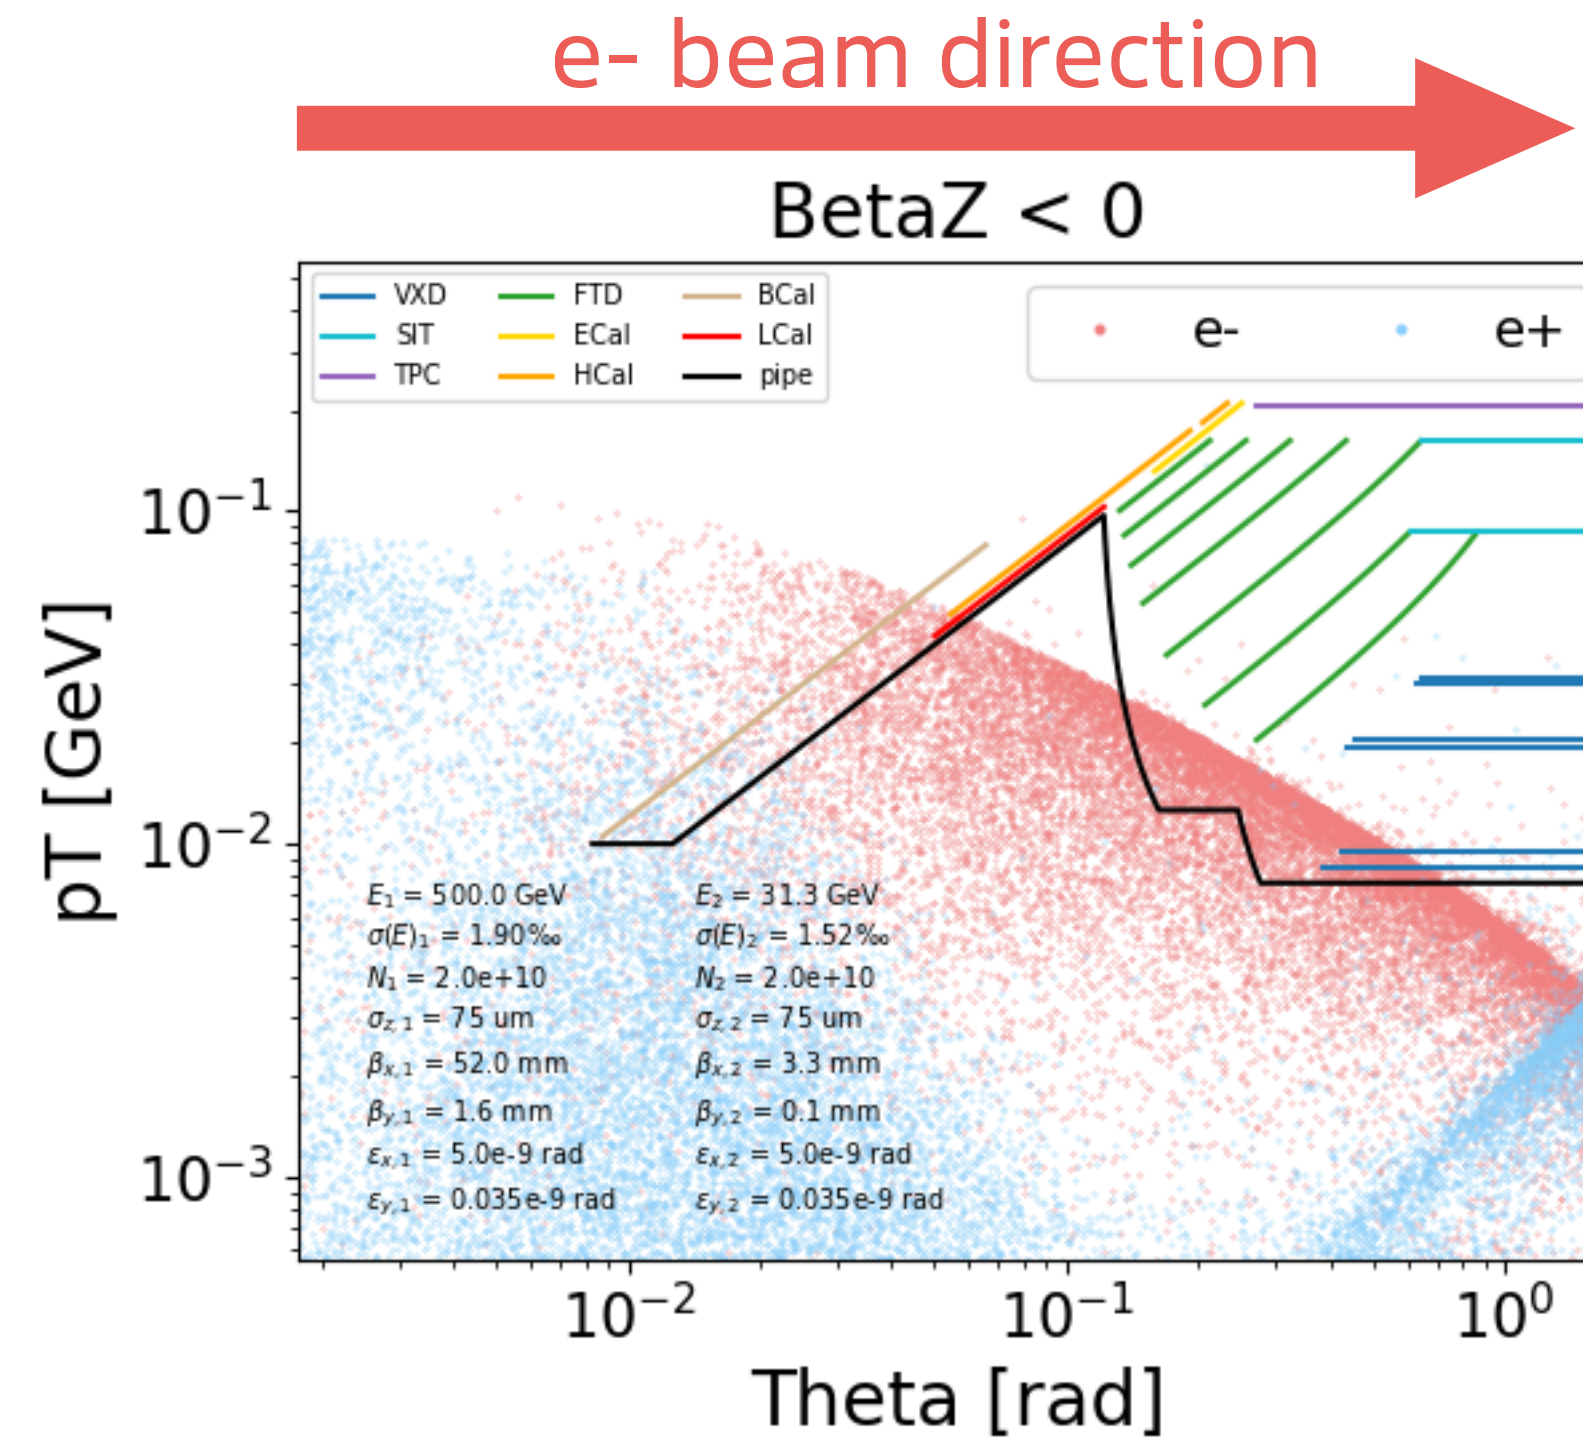 e- beam direction
BetaZ < 0
VXD FTD BCal
SIT ECal LCal
TPC HCal pipe
e- e+
pT [GeV]
10⁻¹
10⁻²
10⁻³
E₁ = 500.0 GeV E₂ = 31.3 GeV
σ(E)₁ = 1.90‰ σ(E)₂ = 1.52‰
N₁ = 2.0e+10 N₂ = 2.0e+10
σz,1 = 75 um σz,2 = 75 um
βx,1 = 52.0 mm βx,2 = 3.3 mm
βy,1 = 1.6 mm βy,2 = 0.1 mm
εx,1 = 5.0e-9 rad εx,2 = 5.0e-9 rad
εy,1 = 0.035e-9 rad εy,2 = 0.035e-9 rad
10⁻² 10⁻¹ 10⁰
Theta [rad]